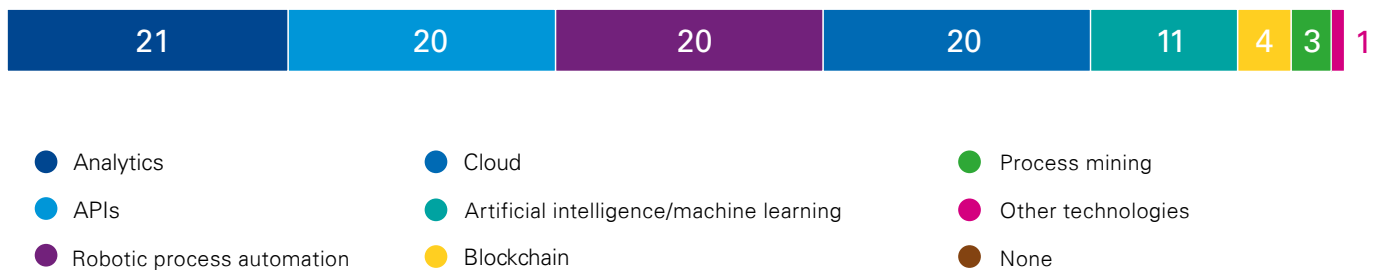 21 20 20 20 11 4 3 1
Analytics
APIs
Robotic process automation
Cloud
Artificial intelligence/machine learning
Blockchain
Process mining
Other technologies
None